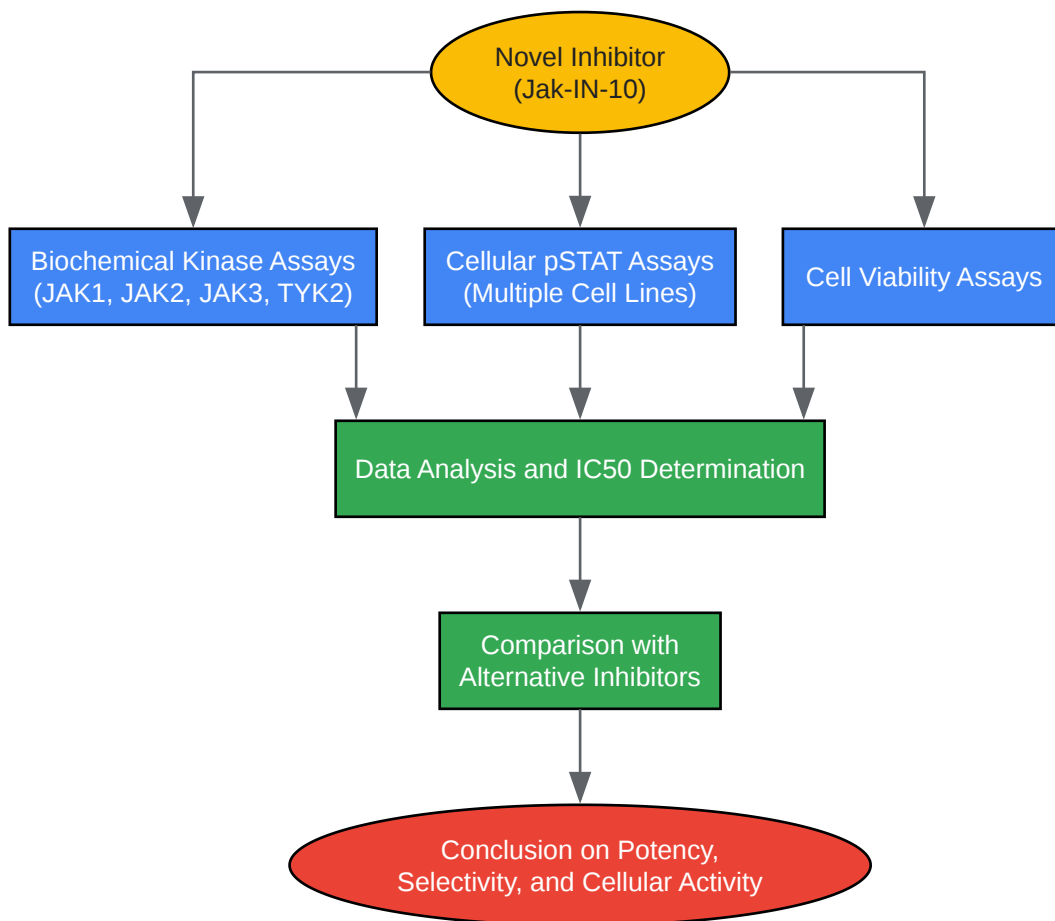 Novel Inhibitor
(Jak-IN-10)
Biochemical Kinase Assays
(JAK1, JAK2, JAK3, TYK2)
Cellular pSTAT Assays
(Multiple Cell Lines)
Cell Viability Assays
Data Analysis and IC50 Determination
Comparison with
Alternative Inhibitors
Conclusion on Potency,
Selectivity, and Cellular Activity